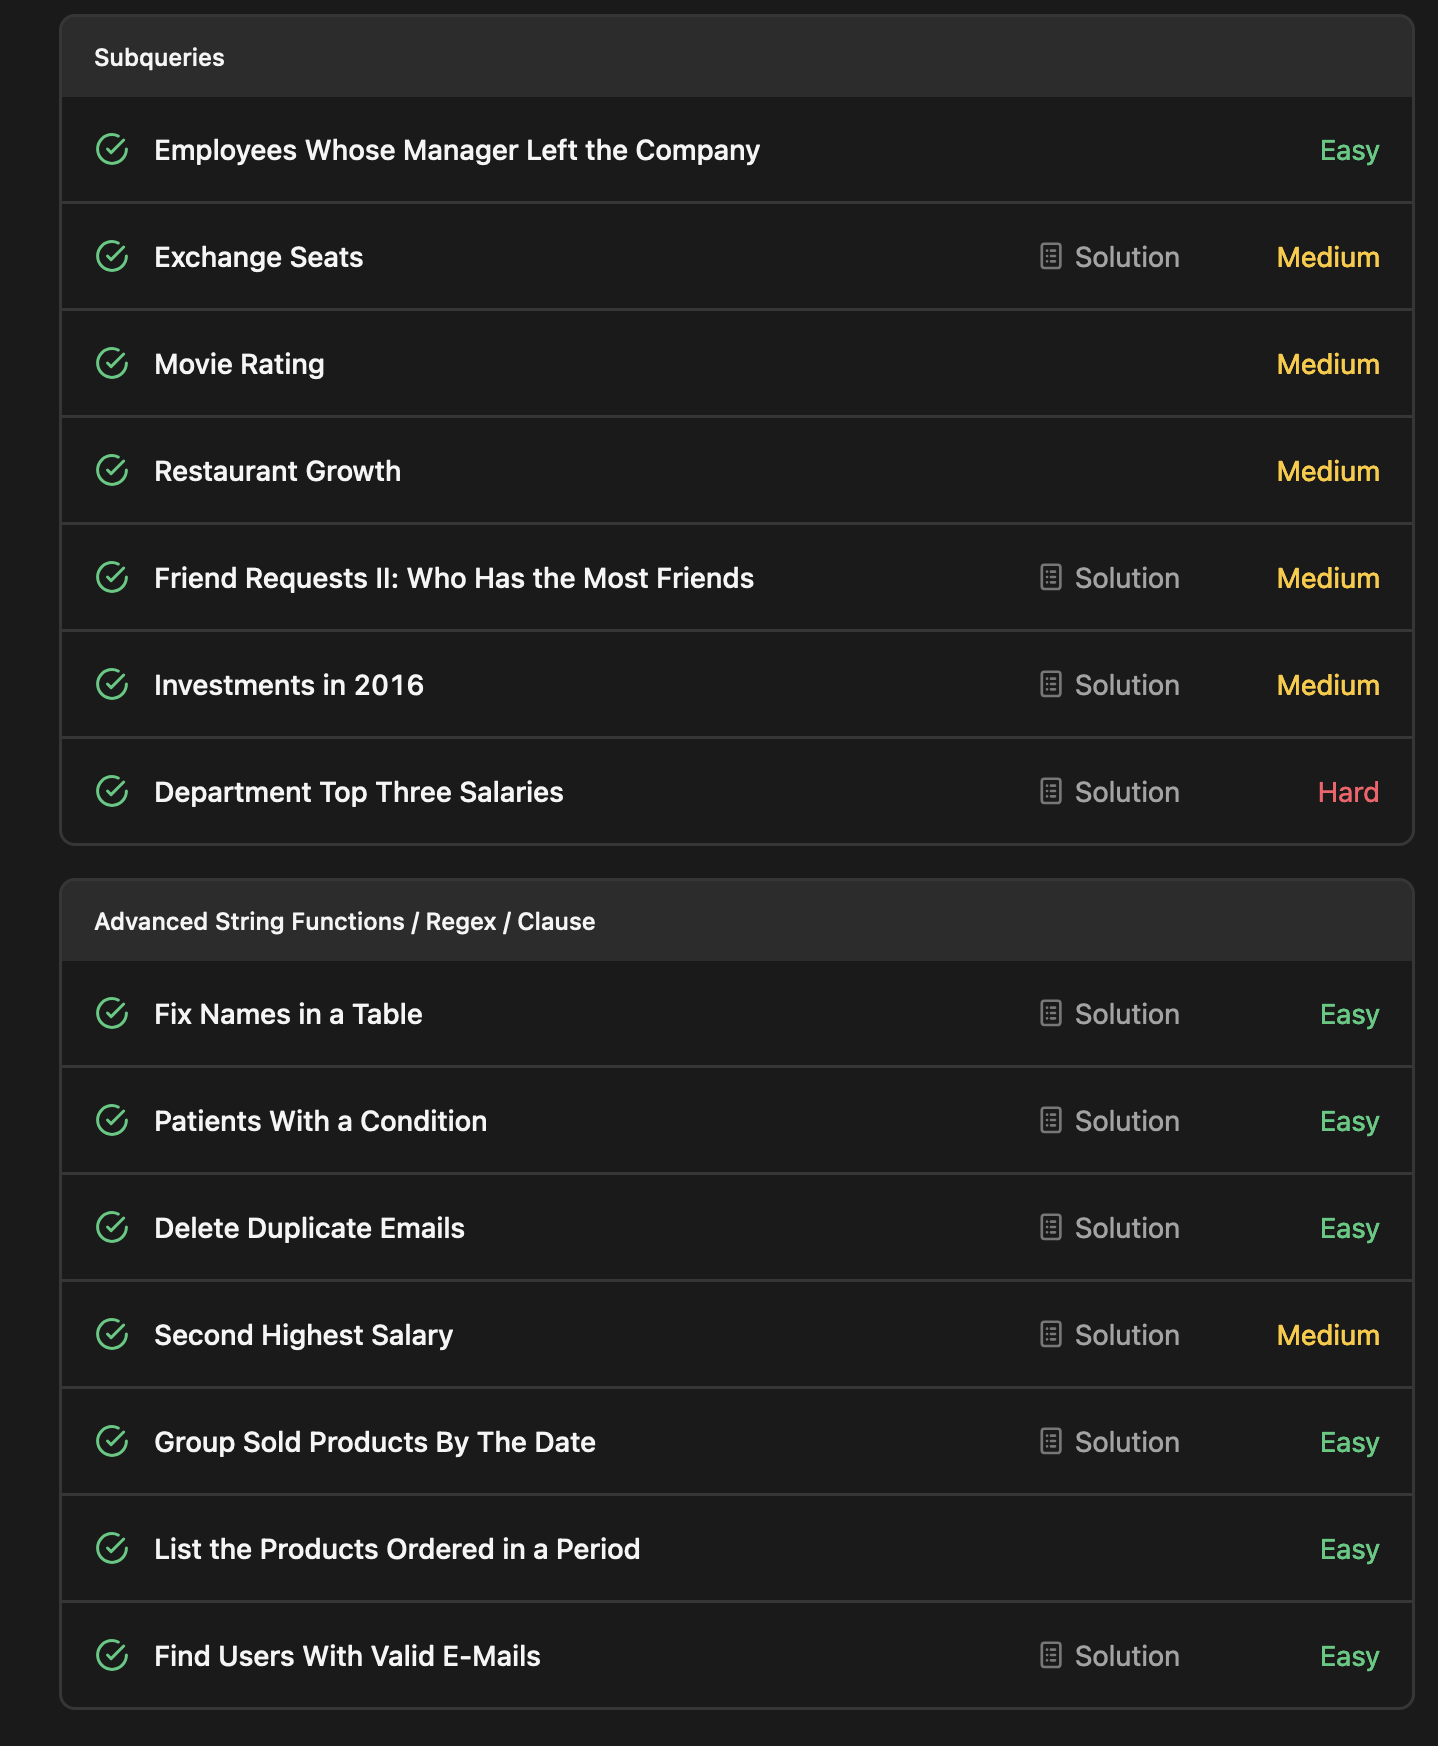 Subqueries
Employees Whose Manager Left the Company Easy
Exchange Seats Solution Medium
Movie Rating Medium
Restaurant Growth Medium
Friend Requests II: Who Has the Most Friends Solution Medium
Investments in 2016 Solution Medium
Department Top Three Salaries Solution Hard
Advanced String Functions / Regex / Clause
Fix Names in a Table Solution Easy
Patients With a Condition Solution Easy
Delete Duplicate Emails Solution Easy
Second Highest Salary Solution Medium
Group Sold Products By The Date Solution Easy
List the Products Ordered in a Period Easy
Find Users With Valid E-Mails Solution Easy